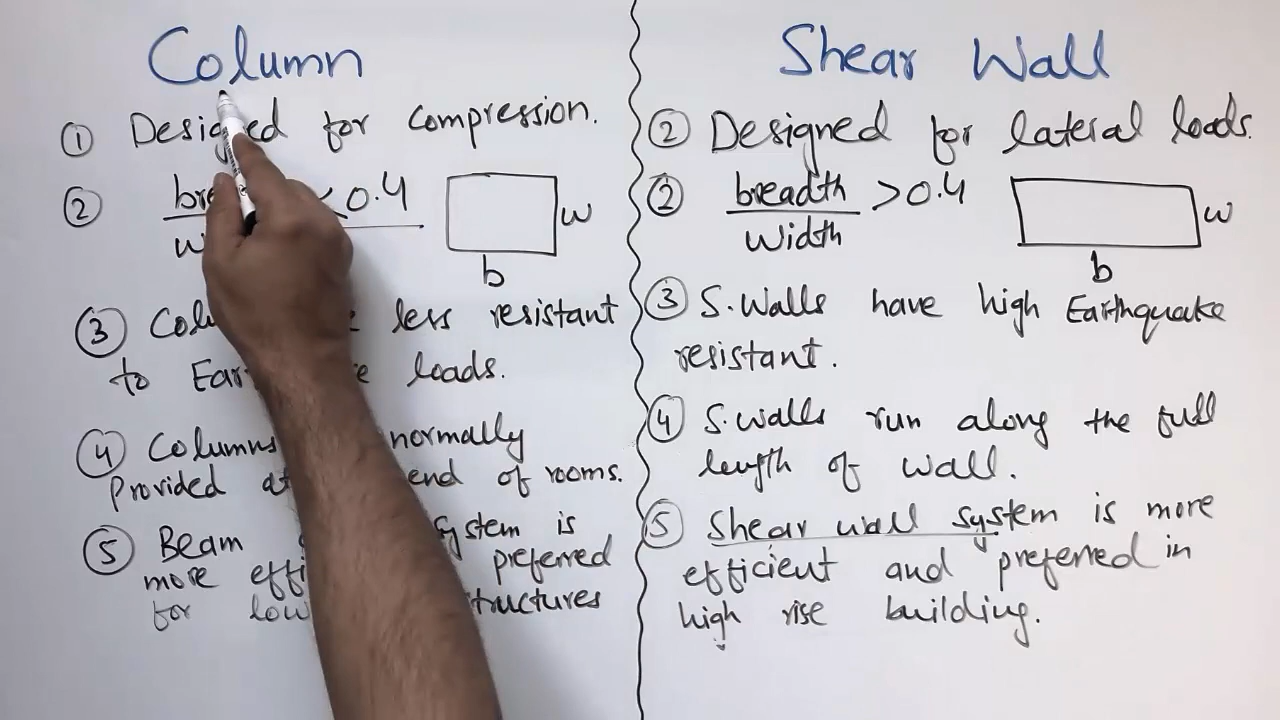 Column
① Designed for compression.
② < 0.4
w
b
③ less resistant
to loads.
④ Columns normally
provided at end of rooms.
⑤ Beam is
more preferred
for structures
Shear Wall
② Designed for lateral loads.
② breadth > 0.4
width
w
b
③ S.Walls have high Earthquake
resistant.
④ S.Walls run along the full
length of wall.
⑤ Shear wall system is more
efficient and preferred in
high rise building.